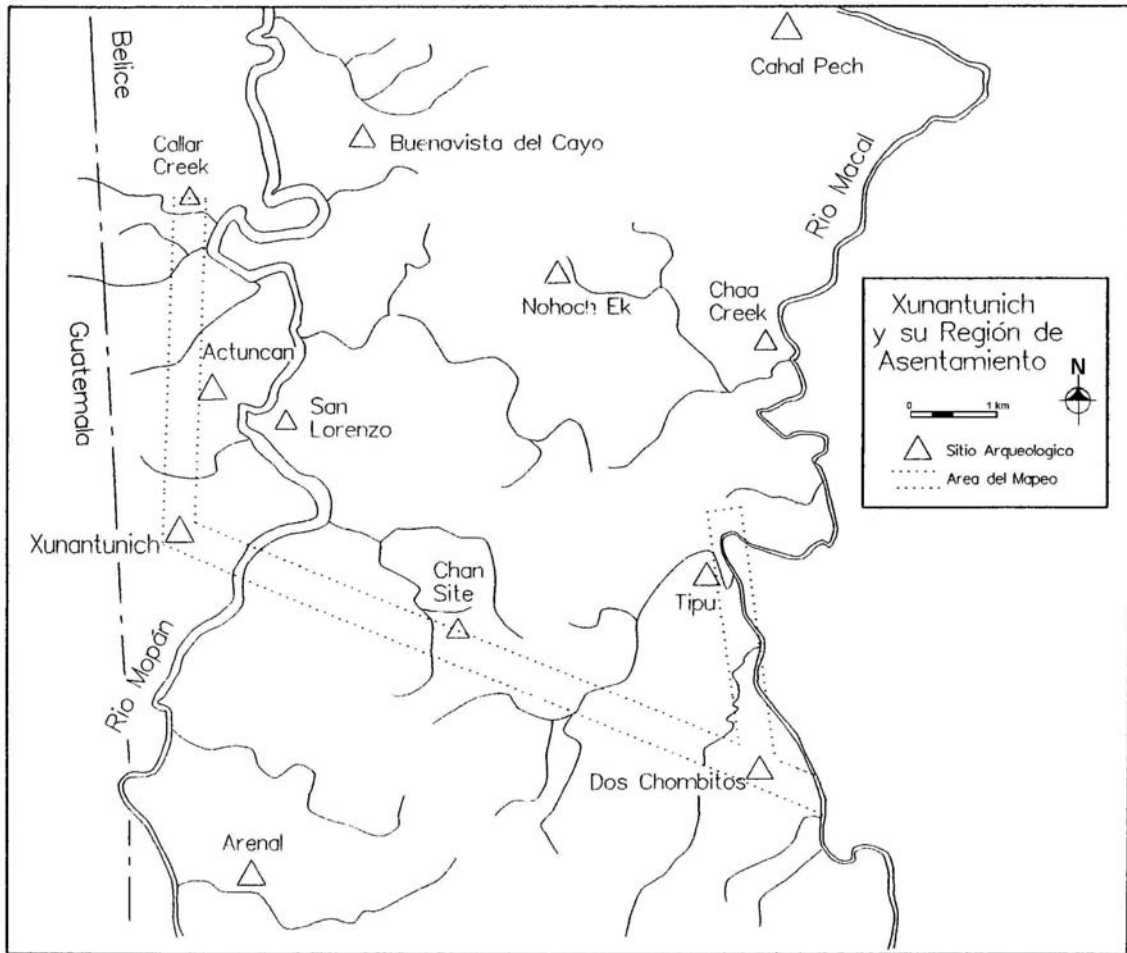 Belice
Guatemala
Cahal Pech
Buenavista del Cayo
Callar
Creek
Rio Macal
Nohoch Ek
Chaa
Creek
Actuncan
San
Lorenzo
Xunantunich
Chan
Site
Tipu
Rio Mopán
Dos Chombitos
Arenal
Xunantunich
y su Región de
Asentamiento
N
0 1 km
Sitio Arqueologico
Area del Mapeo